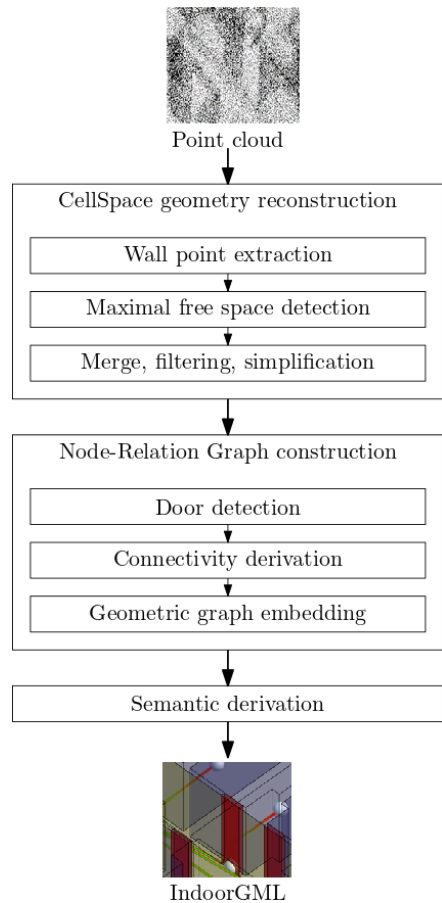 Point cloud
CellSpace geometry reconstruction
Wall point extraction
Maximal free space detection
Merge, filtering, simplification
Node-Relation Graph construction
Door detection
Connectivity derivation
Geometric graph embedding
Semantic derivation
IndoorGML